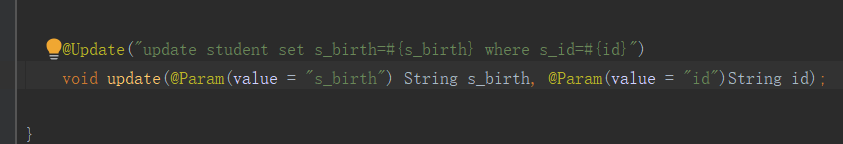 @Update("update student set s_birth=#{s_birth} where s_id=#{id}")
void update(@Param(value = "s_birth") String s_birth, @Param(value = "id")String id);
}